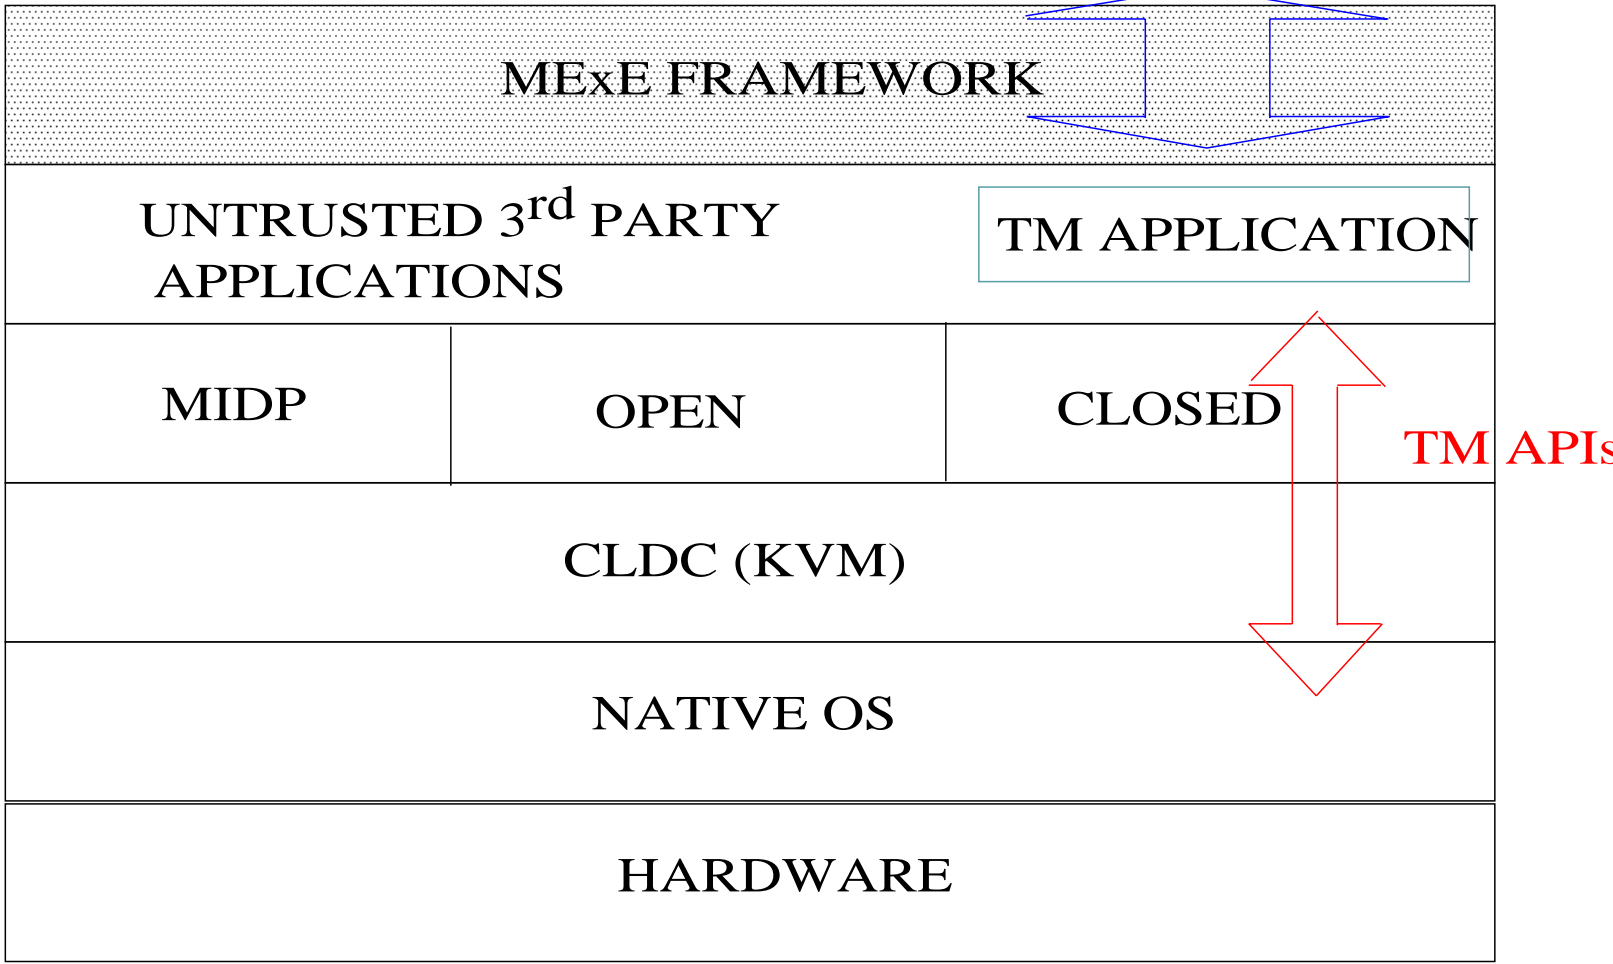 MExE FRAMEWORK
UNTRUSTED 3rd PARTY
APPLICATIONS
TM APPLICATION
MIDP
OPEN
CLOSED
TM APIs
CLDC (KVM)
NATIVE OS
HARDWARE